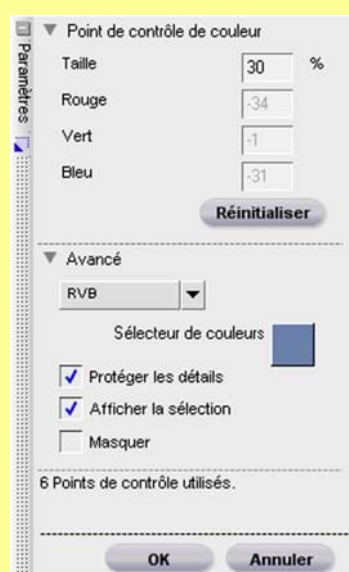 Paramètres
Point de contrôle de couleur
Taille 30 %
Rouge -34
Vert -1
Bleu -31
Réinitialiser
Avancé
RVB
Sélecteur de couleurs
Protéger les détails
Afficher la sélection
Masquer
6 Points de contrôle utilisés.
OK Annuler